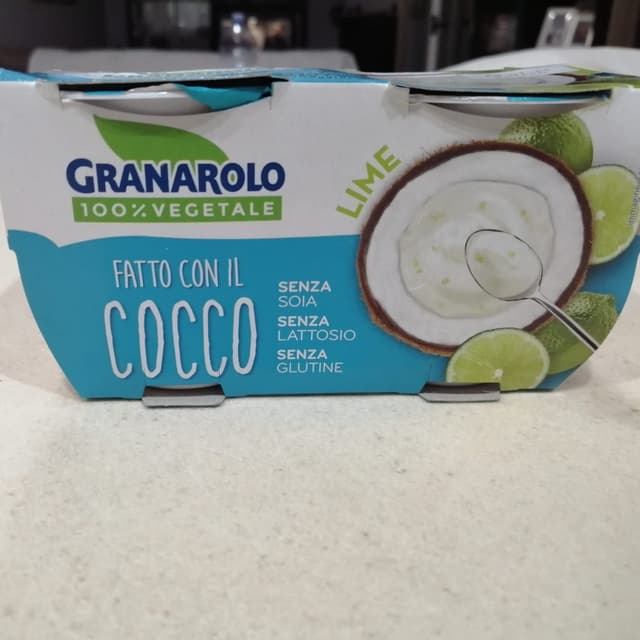 GRANAROLO
100% VEGETALE
LIME
FATTO CON IL
COCCO
SENZA
SOIA
SENZA
LATTOSIO
SENZA
GLUTINE